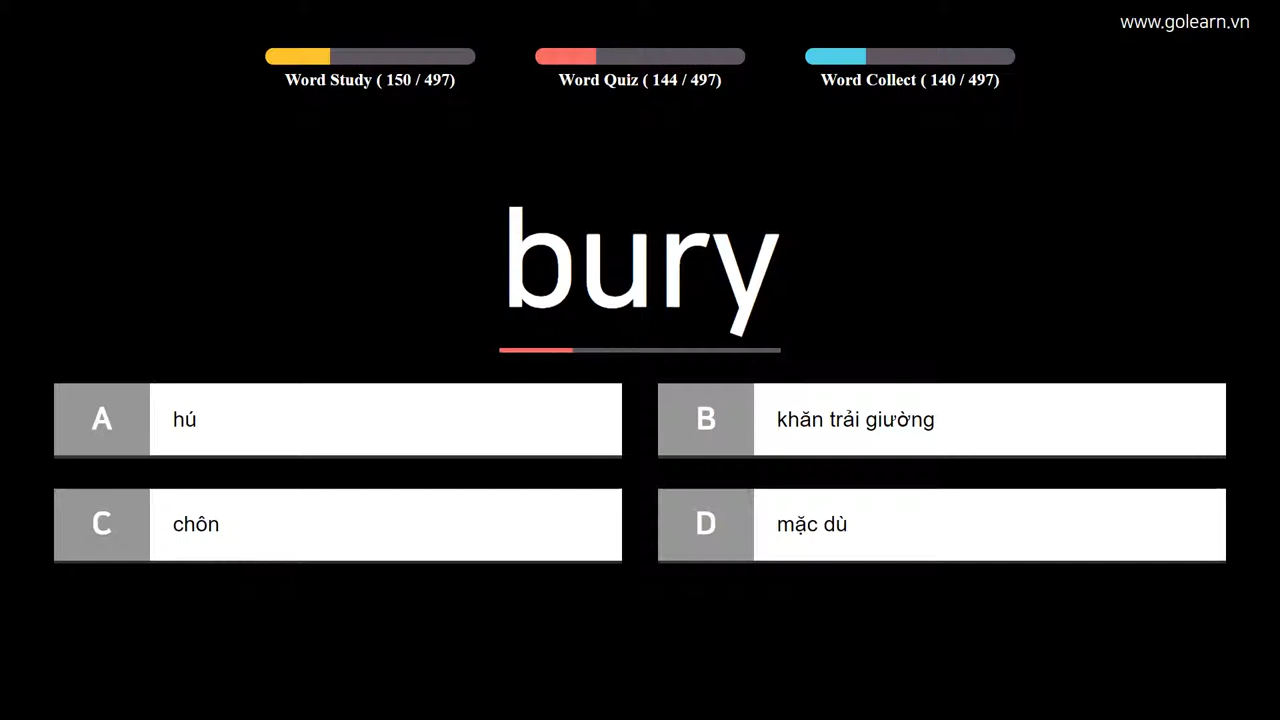 www.golearn.vn
Word Study ( 150 / 497)
Word Quiz ( 144 / 497)
Word Collect ( 140 / 497)
bury
A hú
B khăn trải giường
C chôn
D mặc dù